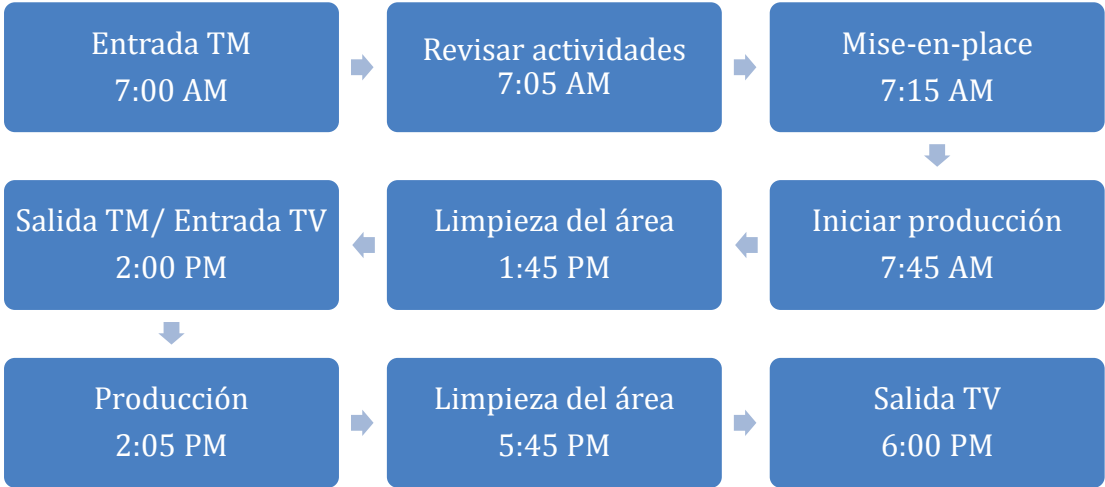 Entrada TM
7:00 AM
Revisar actividades
7:05 AM
Mise-en-place
7:15 AM
Iniciar producción
7:45 AM
Limpieza del área
1:45 PM
Salida TM/ Entrada TV
2:00 PM
Producción
2:05 PM
Limpieza del área
5:45 PM
Salida TV
6:00 PM